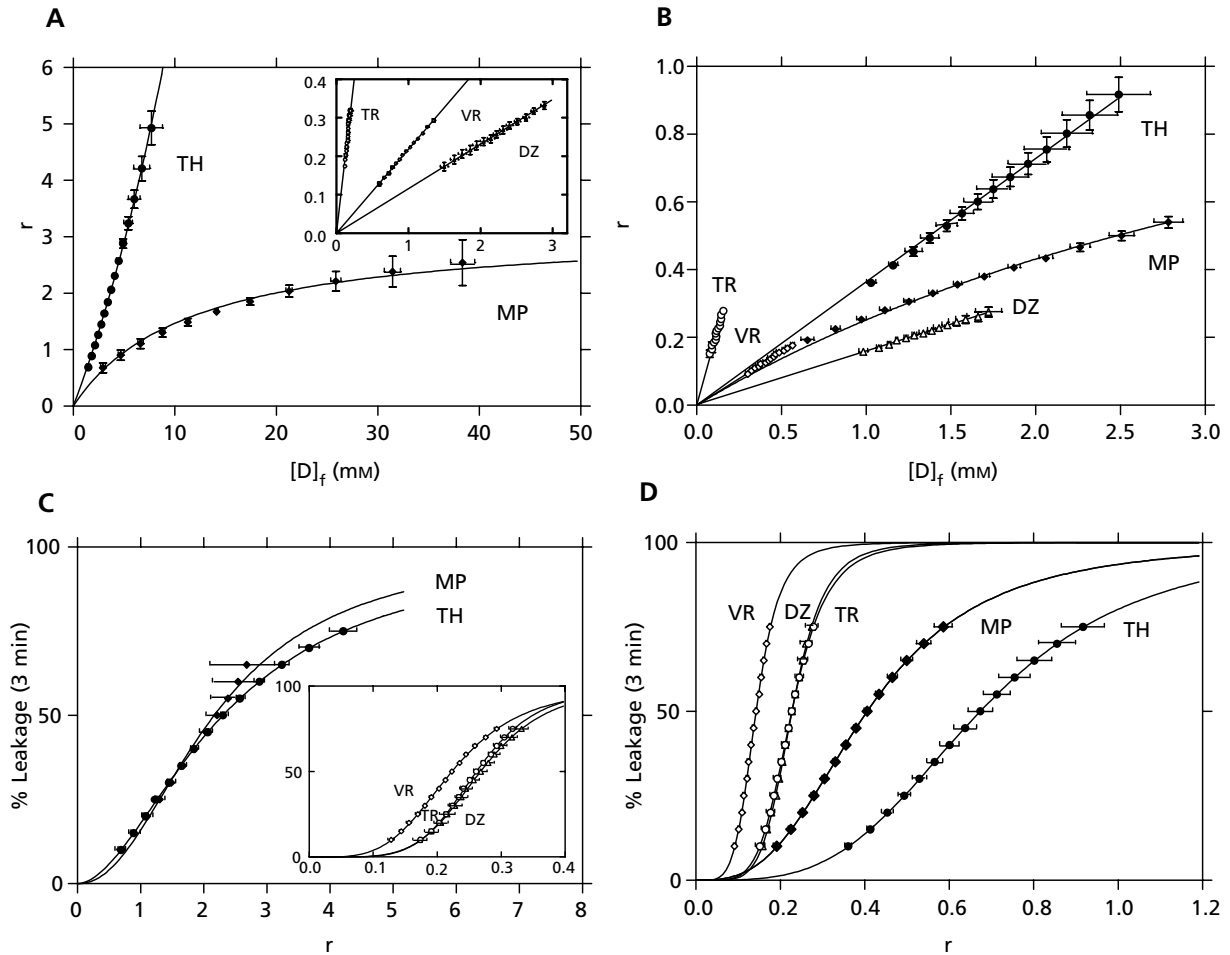 A
B
6
5
4
3
2
1
0
r
0 10 20 30 40 50
[D]f (mM)
TH
MP
0.4
0.3
0.2
0.1
0.0
0 1 2 3
TR
VR
DZ
1.0
0.8
0.6
0.4
0.2
0.0
r
0.0 0.5 1.0 1.5 2.0 2.5 3.0
[D]f (mM)
TH
MP
TR
VR
DZ
C
D
100
50
0
% Leakage (3 min)
0 1 2 3 4 5 6 7 8
r
MP
TH
100
50
0
0.0 0.1 0.2 0.3 0.4
VR
TR
DZ
100
50
0
% Leakage (3 min)
0.0 0.2 0.4 0.6 0.8 1.0 1.2
r
VR DZ TR MP TH